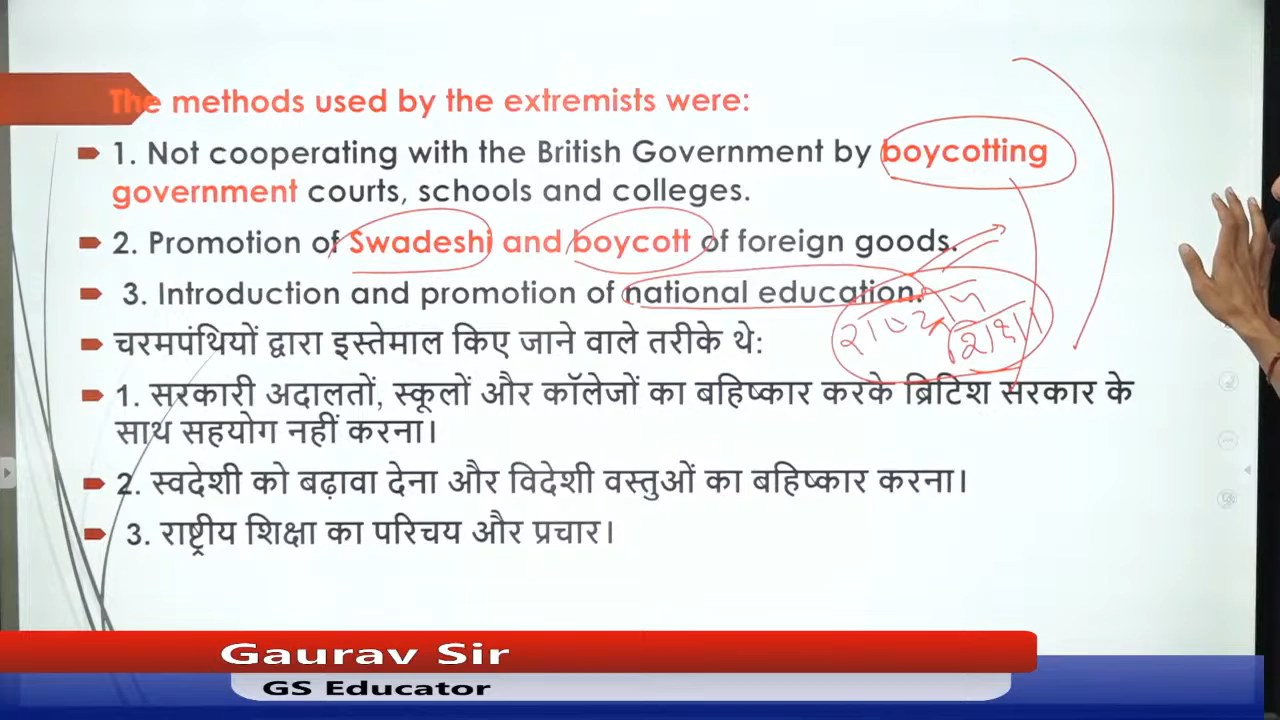 The methods used by the extremists were:
1. Not cooperating with the British Government by boycotting
government courts, schools and colleges.
2. Promotion of Swadeshi and boycott of foreign goods.
3. Introduction and promotion of national education.
चरमपंथियों द्वारा इस्तेमाल किए जाने वाले तरीके थे:
1. सरकारी अदालतों, स्कूलों और कॉलेजों का बहिष्कार करके ब्रिटिश सरकार के
साथ सहयोग नहीं करना।
2. स्वदेशी को बढ़ावा देना और विदेशी वस्तुओं का बहिष्कार करना।
3. राष्ट्रीय शिक्षा का परिचय और प्रचार।
Gaurav Sir
GS Educator